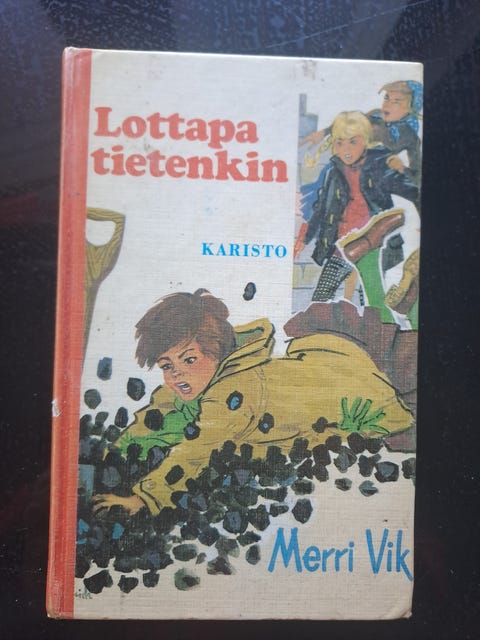 Lottapa
tietenkin
KARISTO
Merri Vik